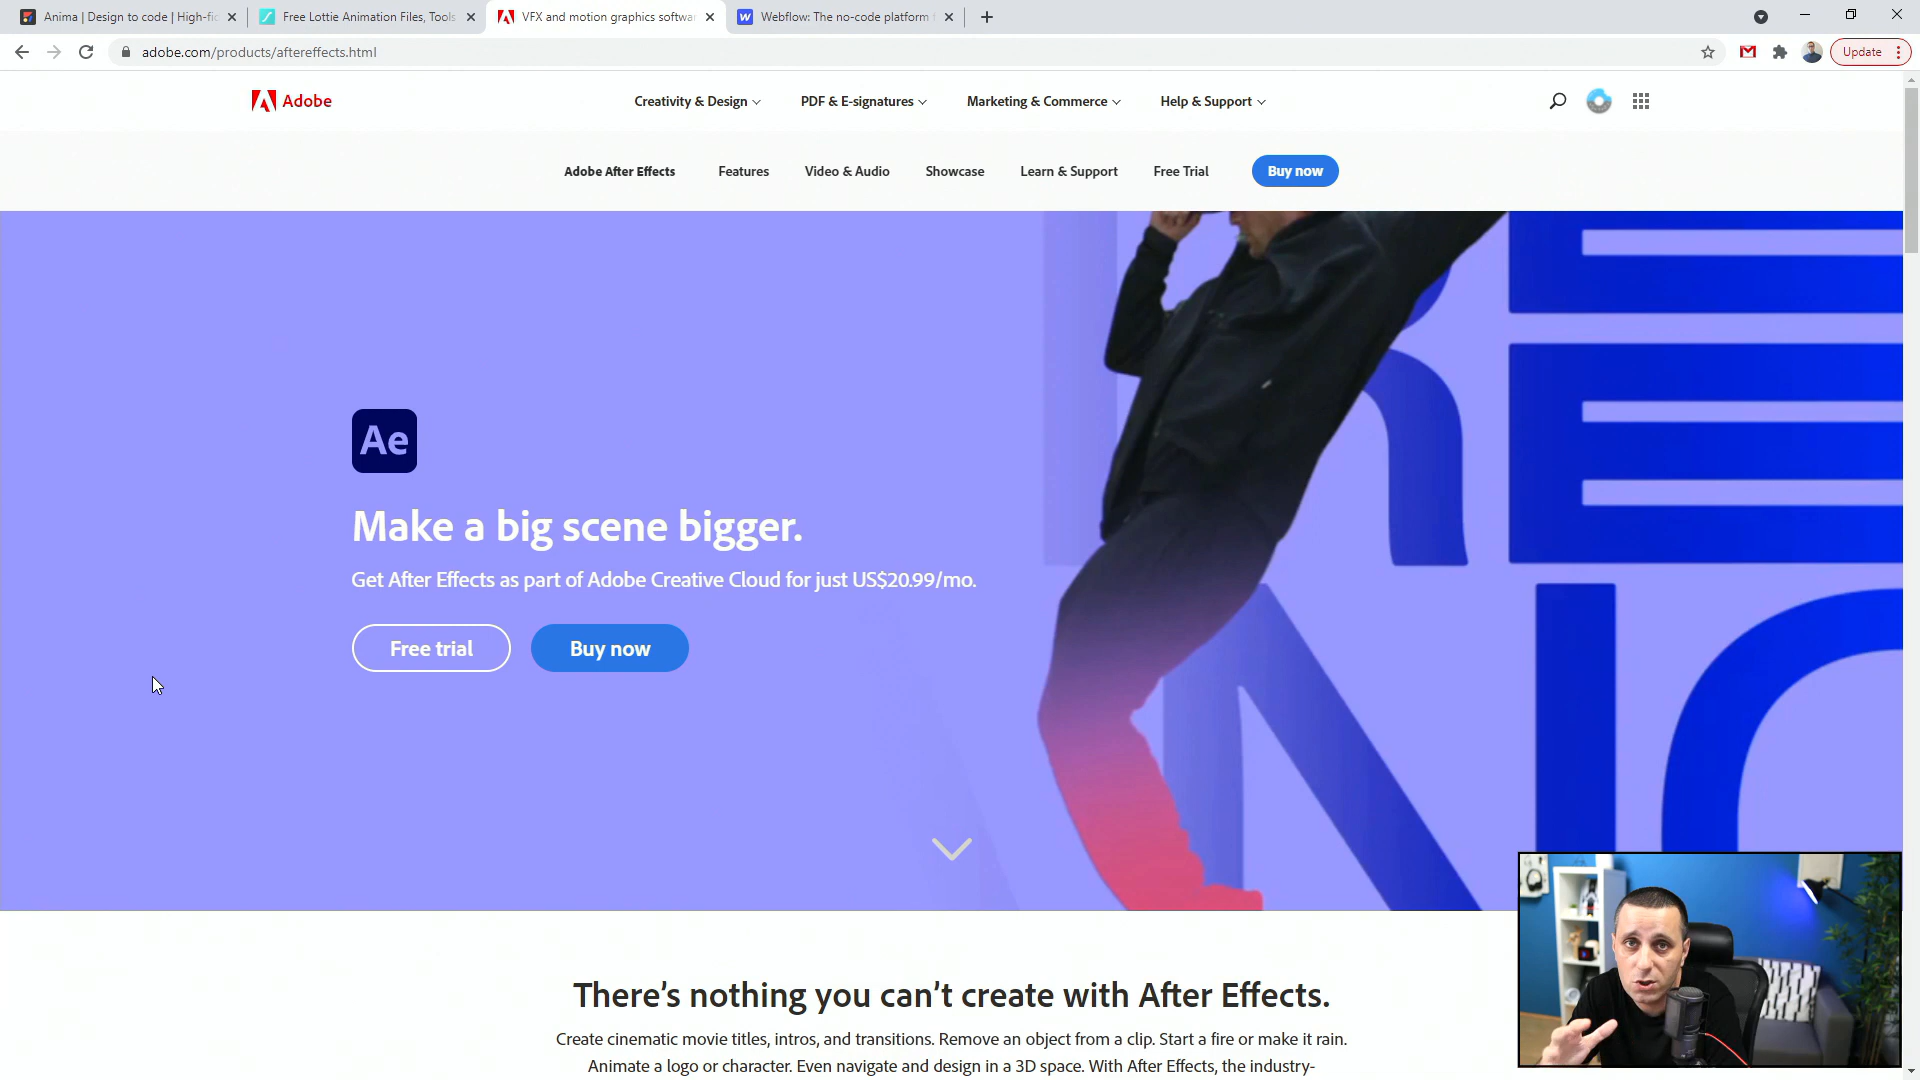 Anima | Design to code | High-fi
Free Lottie Animation Files, Tools
VFX and motion graphics softwar
Webflow: The no-code platform f
adobe.com/products/aftereffects.html
Update
Adobe
Creativity & Design
PDF & E-signatures
Marketing & Commerce
Help & Support
Adobe After Effects
Features
Video & Audio
Showcase
Learn & Support
Free Trial
Buy now
Ae
Make a big scene bigger.
Get After Effects as part of Adobe Creative Cloud for just US$20.99/mo.
Free trial
Buy now
There’s nothing you can’t create with After Effects.
Create cinematic movie titles, intros, and transitions. Remove an object from a clip. Start a fire or make it rain.
Animate a logo or character. Even navigate and design in a 3D space. With After Effects, the industry-